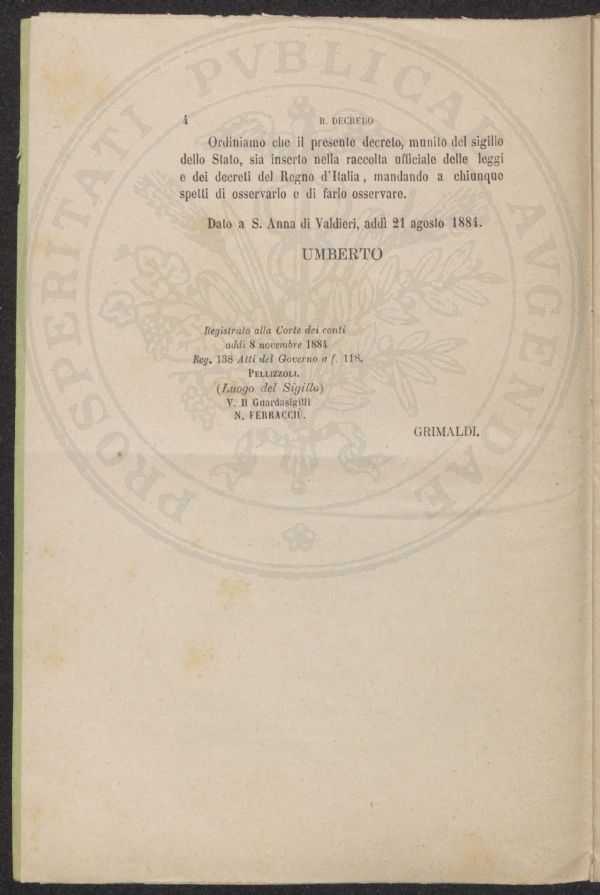 4 R. DECRETO
Ordiniamo che il presente decreto, munito del sigillo
dello Stato, sia inserto nella raccolta ufficiale delle leggi
e dei decreti del Regno d'Italia, mandando a chiunque
spetti di osservarlo e di farlo osservare.
Dato a S. Anna di Valdieri, addì 21 agosto 1884.
UMBERTO
Registrato alla Corte dei conti
addì 8 novembre 1884
Reg. 138 Atti del Governo a f. 118.
PELLIZZOLI.
(Luogo del Sigillo)
V. Il Guardasigilli
N. FERRACCIÙ.
GRIMALDI.
PROSPERITATI PVBLICAE AVGENDAE